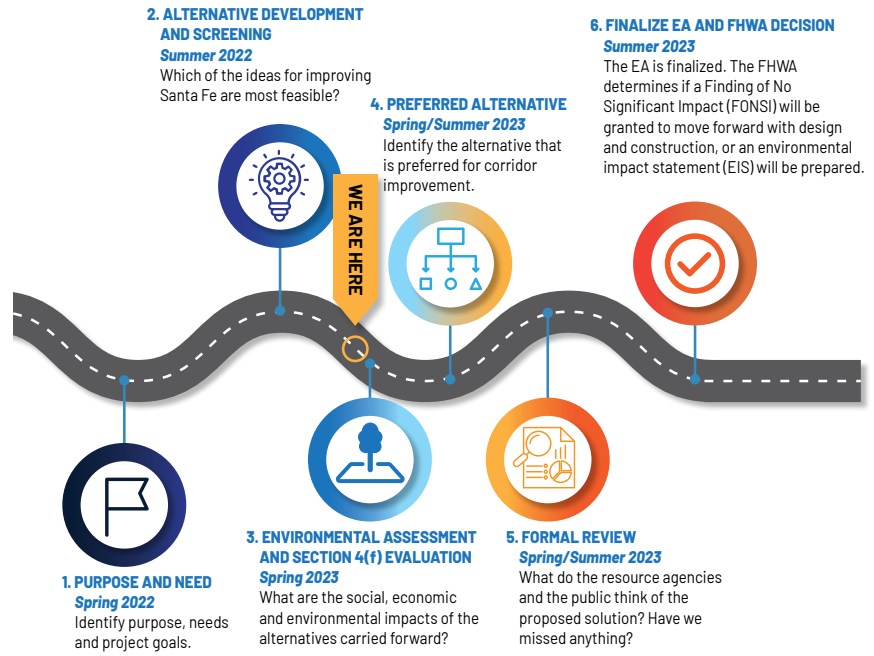 2. ALTERNATIVE DEVELOPMENT
AND SCREENING
Summer 2022
Which of the ideas for improving
Santa Fe are most feasible?
6. FINALIZE EA AND FHWA DECISION
Summer 2023
The EA is finalized. The FHWA
determines if a Finding of No
Significant Impact (FONSI) will be
granted to move forward with design
and construction, or an environmental
impact statement (EIS) will be prepared.
4. PREFERRED ALTERNATIVE
Spring/Summer 2023
Identify the alternative that
is preferred for corridor
improvement.
WE ARE HERE
3. ENVIRONMENTAL ASSESSMENT
AND SECTION 4(f) EVALUATION
Spring 2023
What are the social, economic
and environmental impacts of the
alternatives carried forward?
5. FORMAL REVIEW
Spring/Summer 2023
What do the resource agencies
and the public think of the
proposed solution? Have we
missed anything?
1. PURPOSE AND NEED
Spring 2022
Identify purpose, needs
and project goals.